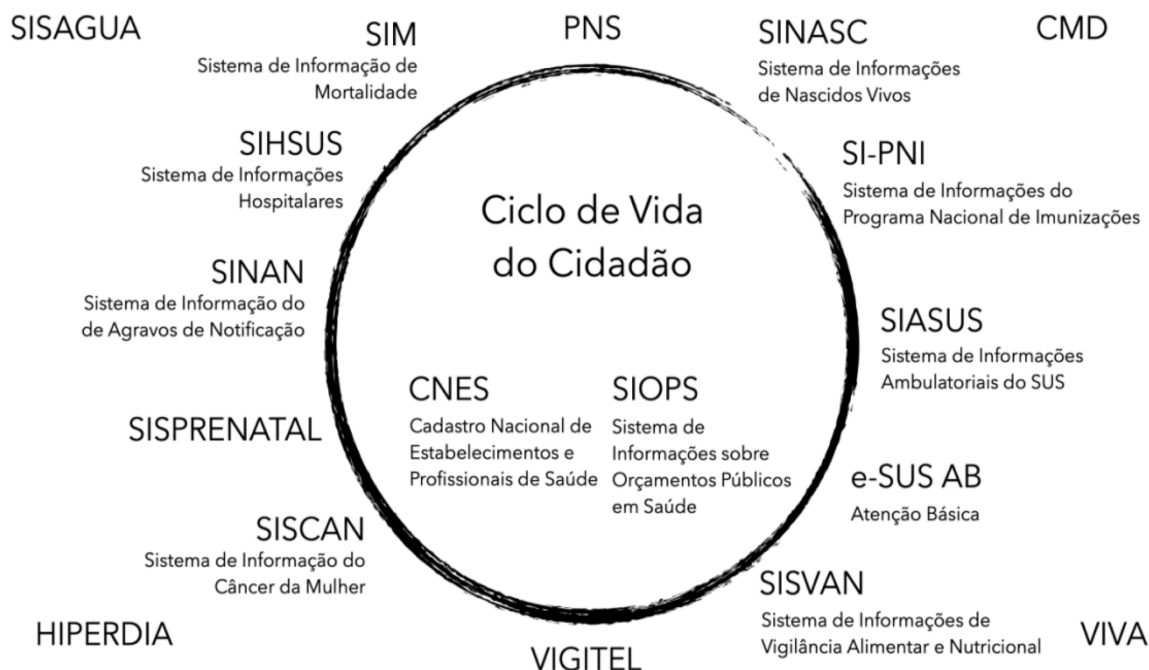 SISAGUA
PNS
CMD
SIM
Sistema de Informação de
Mortalidade
SINASC
Sistema de Informações
de Nascidos Vivos
SIHSUS
Sistema de Informações
Hospitalares
SI-PNI
Sistema de Informações do
Programa Nacional de Imunizações
Ciclo de Vida
do Cidadão
SINAN
Sistema de Informação do
de Agravos de Notificação
SIASUS
Sistema de Informações
Ambulatoriais do SUS
CNES
Cadastro Nacional de
Estabelecimentos e
Profissionais de Saúde
SIOPS
Sistema de
Informações sobre
Orçamentos Públicos
em Saúde
SISPRENATAL
e-SUS AB
Atenção Básica
SISCAN
Sistema de Informação do
Câncer da Mulher
SISVAN
Sistema de Informações de
Vigilância Alimentar e Nutricional
HIPERDIA
VIGITEL
VIVA